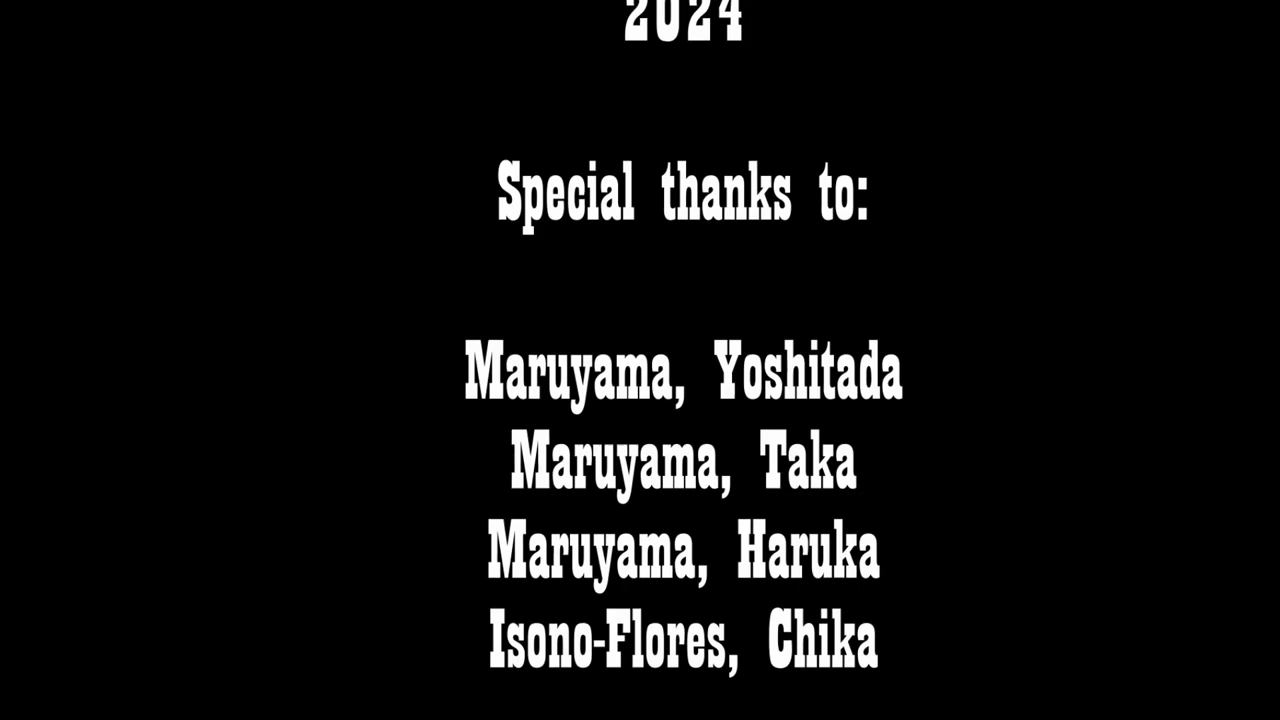 2024
Special thanks to:
Maruyama, Yoshitada
Maruyama, Taka
Maruyama, Haruka
Isono-Flores, Chika